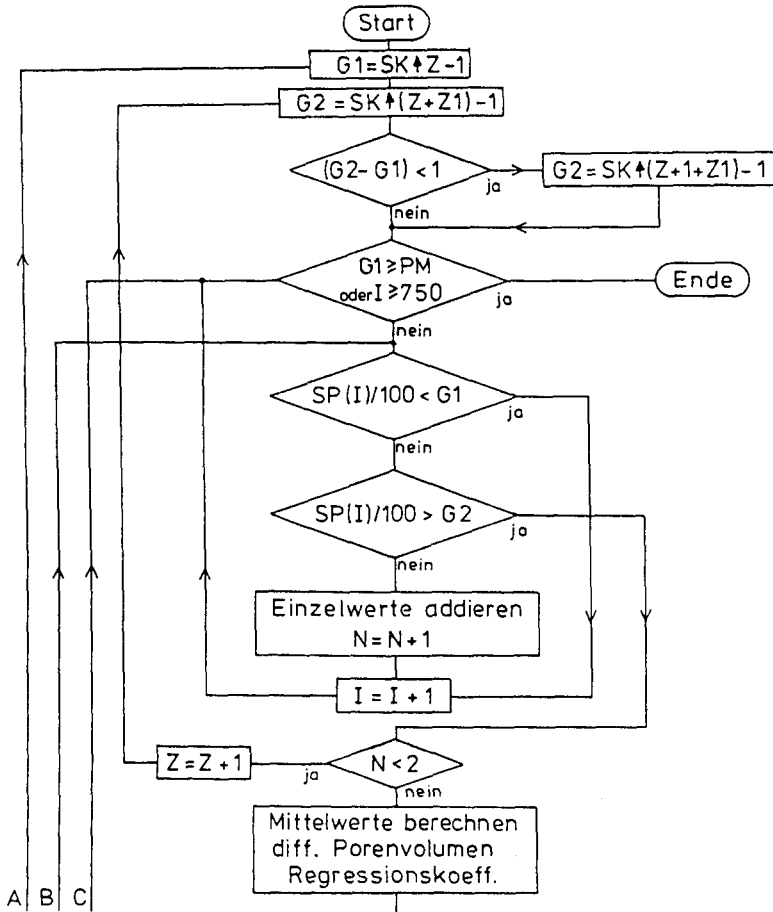 Start
G1=SK↑Z-1
G2=SK↑(Z+Z1)-1
(G2-G1)<1
ja
G2=SK↑(Z+1+Z1)-1
nein
G1≥PM
oder I≥750
ja
Ende
nein
SP(I)/100<G1
ja
nein
SP(I)/100>G2
ja
nein
Einzelwerte addieren
N=N+1
I=I+1
Z=Z+1
ja
N<2
nein
Mittelwerte berechnen
diff. Porenvolumen
Regressionskoeff.
A B C